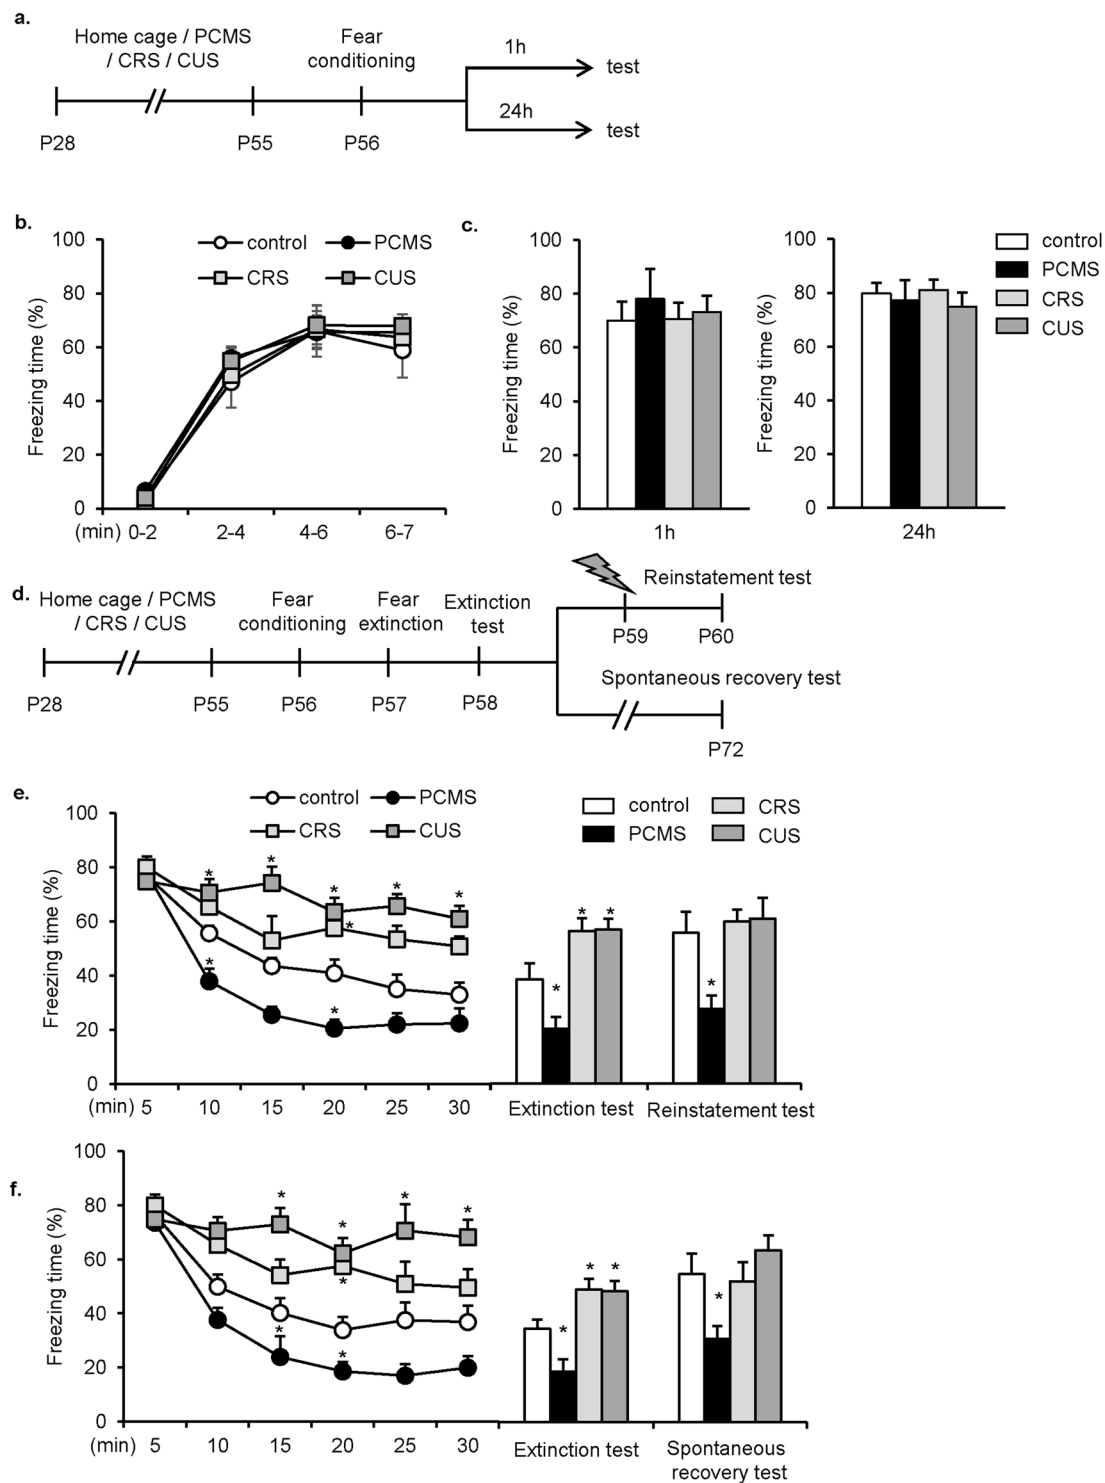 a.
Home cage / PCMS
/ CRS / CUS
Fear
conditioning
1h
test
24h
test
P28
P55
P56
b.
control
PCMS
CRS
CUS
Freezing time (%)
100
80
60
40
20
0
(min) 0-2
2-4
4-6
6-7
c.
Freezing time (%)
100
80
60
40
20
0
1h
Freezing time (%)
100
80
60
40
20
0
24h
control
PCMS
CRS
CUS
d.
Home cage / PCMS
/ CRS / CUS
Fear
conditioning
Fear
extinction
Extinction
test
Reinstatement test
P59
P60
Spontaneous recovery test
P72
P28
P55
P56
P57
P58
e.
control
PCMS
CRS
CUS
control
CRS
PCMS
CUS
Freezing time (%)
100
80
60
40
20
0
* * * * *
*
* *
* *
*
*
(min) 5
10
15
20
25
30
Extinction test
Reinstatement test
f.
Freezing time (%)
100
80
60
40
20
0
* * * *
*
* *
* *
*
*
(min) 5
10
15
20
25
30
Extinction test
Spontaneous
recovery test